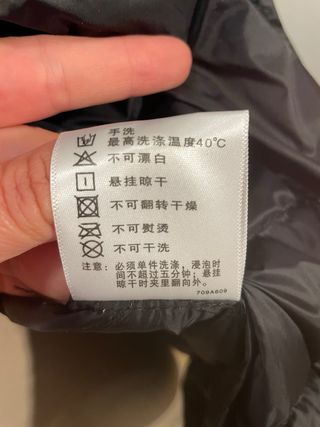 手洗
最高洗涤温度40℃
不可漂白
悬挂晾干
不可翻转干燥
不可熨烫
不可干洗
注意：必须单件洗涤，浸泡时
间不超过五分钟；悬挂
晾干时夹里翻向外。
709A609